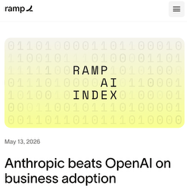 ramp
RAMP
AI
INDEX
May 13, 2026
Anthropic beats OpenAI on
business adoption